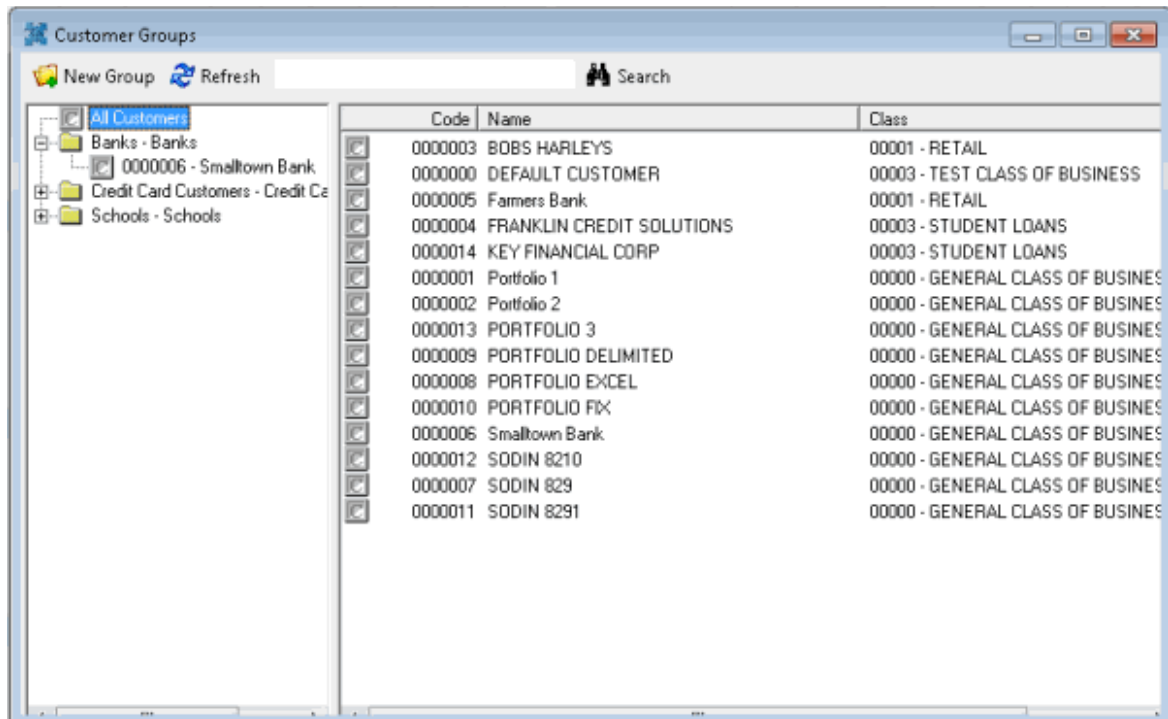 Customer Groups
New Group Refresh Search
All Customers
Banks - Banks
0000006 - Smalltown Bank
Credit Card Customers - Credit Ca
Schools - Schools
Code Name Class
0000003 BOBS HARLEYS 00001 - RETAIL
0000000 DEFAULT CUSTOMER 00003 - TEST CLASS OF BUSINESS
0000005 Farmers Bank 00001 - RETAIL
0000004 FRANKLIN CREDIT SOLUTIONS 00003 - STUDENT LOANS
0000014 KEY FINANCIAL CORP 00003 - STUDENT LOANS
0000001 Portfolio 1 00000 - GENERAL CLASS OF BUSINES
0000002 Portfolio 2 00000 - GENERAL CLASS OF BUSINES
0000013 PORTFOLIO 3 00000 - GENERAL CLASS OF BUSINES
0000009 PORTFOLIO DELIMITED 00000 - GENERAL CLASS OF BUSINES
0000008 PORTFOLIO EXCEL 00000 - GENERAL CLASS OF BUSINES
0000010 PORTFOLIO FIX 00000 - GENERAL CLASS OF BUSINES
0000006 Smalltown Bank 00000 - GENERAL CLASS OF BUSINES
0000012 SODIN 8210 00000 - GENERAL CLASS OF BUSINES
0000007 SODIN 829 00000 - GENERAL CLASS OF BUSINES
0000011 SODIN 8291 00000 - GENERAL CLASS OF BUSINES